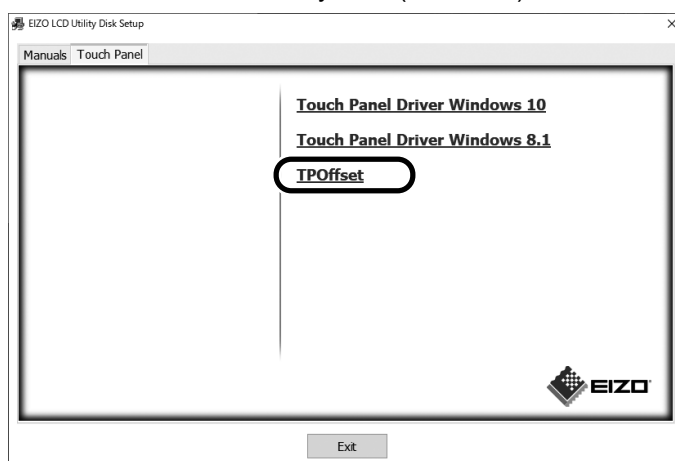 EIZO LCD Utility Disk Setup
Manuals Touch Panel
Touch Panel Driver Windows 10
Touch Panel Driver Windows 8.1
TPOffset
EIZO
Exit